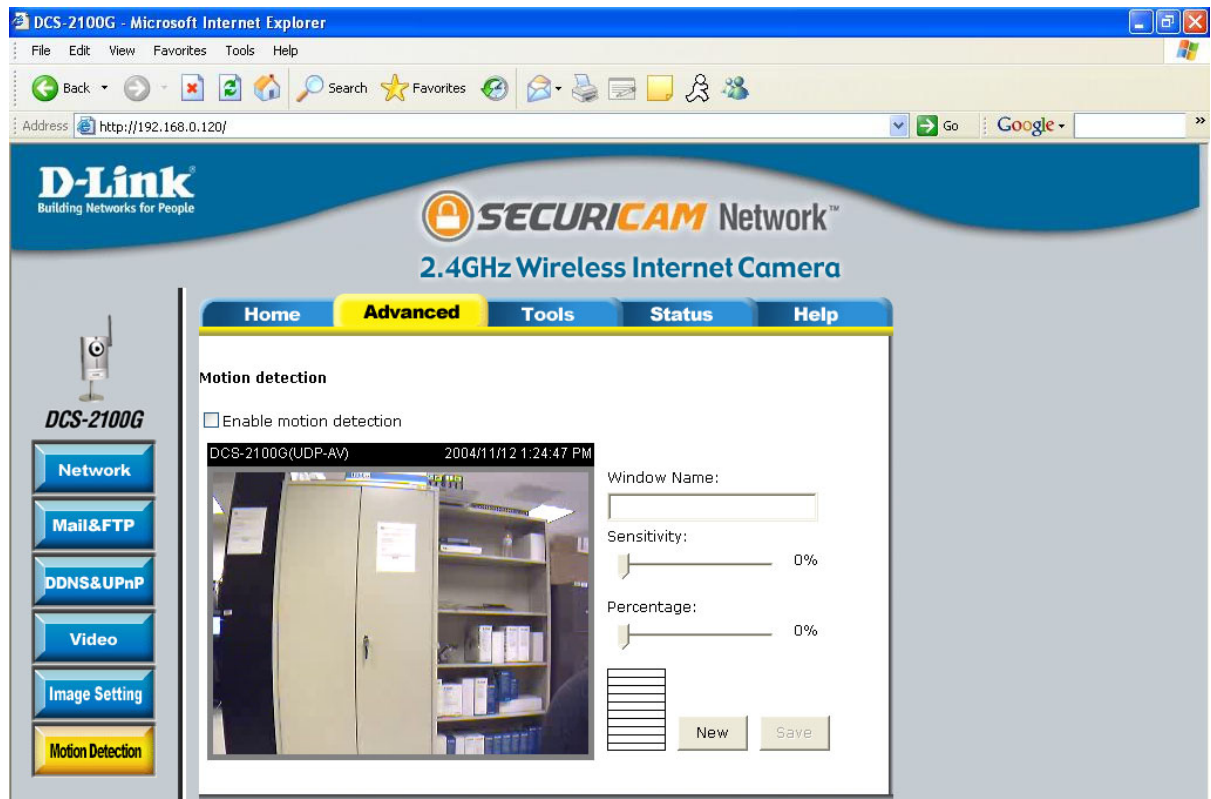 DCS-2100G - Microsoft Internet Explorer
File Edit View Favorites Tools Help
Back Search Favorites
Address http://192.168.0.120/ Go Google »
D-Link®
Building Networks for People
SECURICAM Network™
2.4GHz Wireless Internet Camera
Home Advanced Tools Status Help
DCS-2100G
Network
Mail&FTP
DDNS&UPnP
Video
Image Setting
Motion Detection
Motion detection
Enable motion detection
DCS-2100G(UDP-AV) 2004/11/12 1:24:47 PM
Window Name:
Sensitivity:
0%
Percentage:
0%
New Save